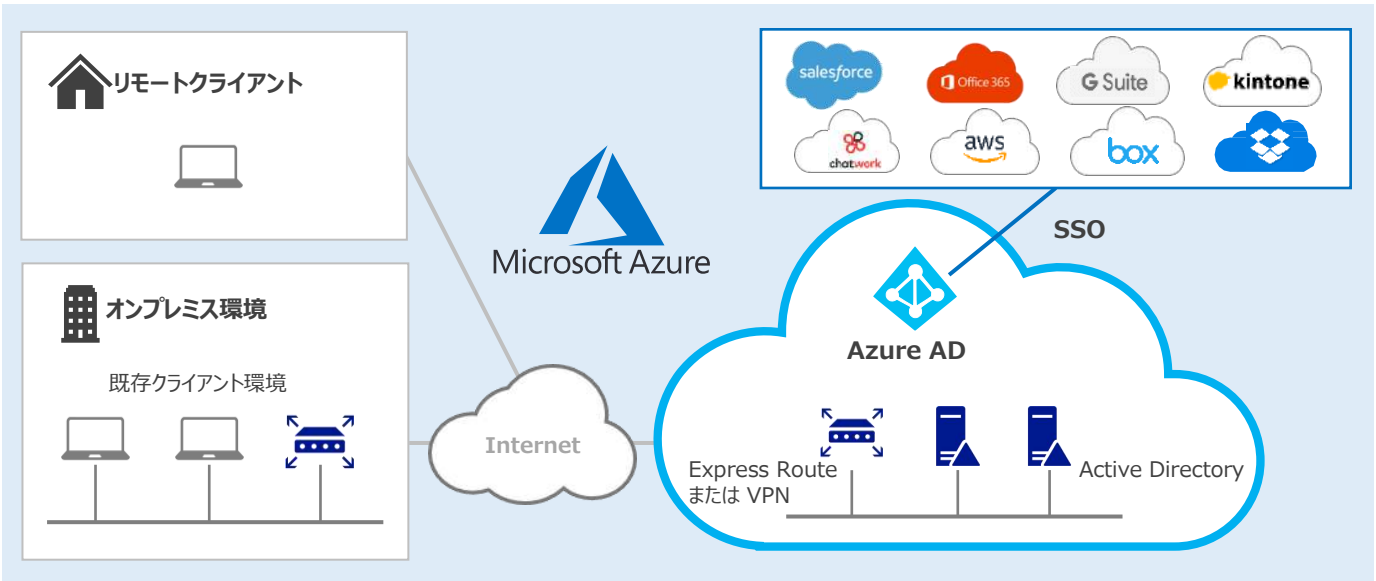 リモートクライアント
salesforce
Office 365
G Suite
kintone
chatwork
aws
box
Microsoft Azure
SSO
オンプレミス環境
既存クライアント環境
Internet
Azure AD
Express Route
または VPN
Active Directory